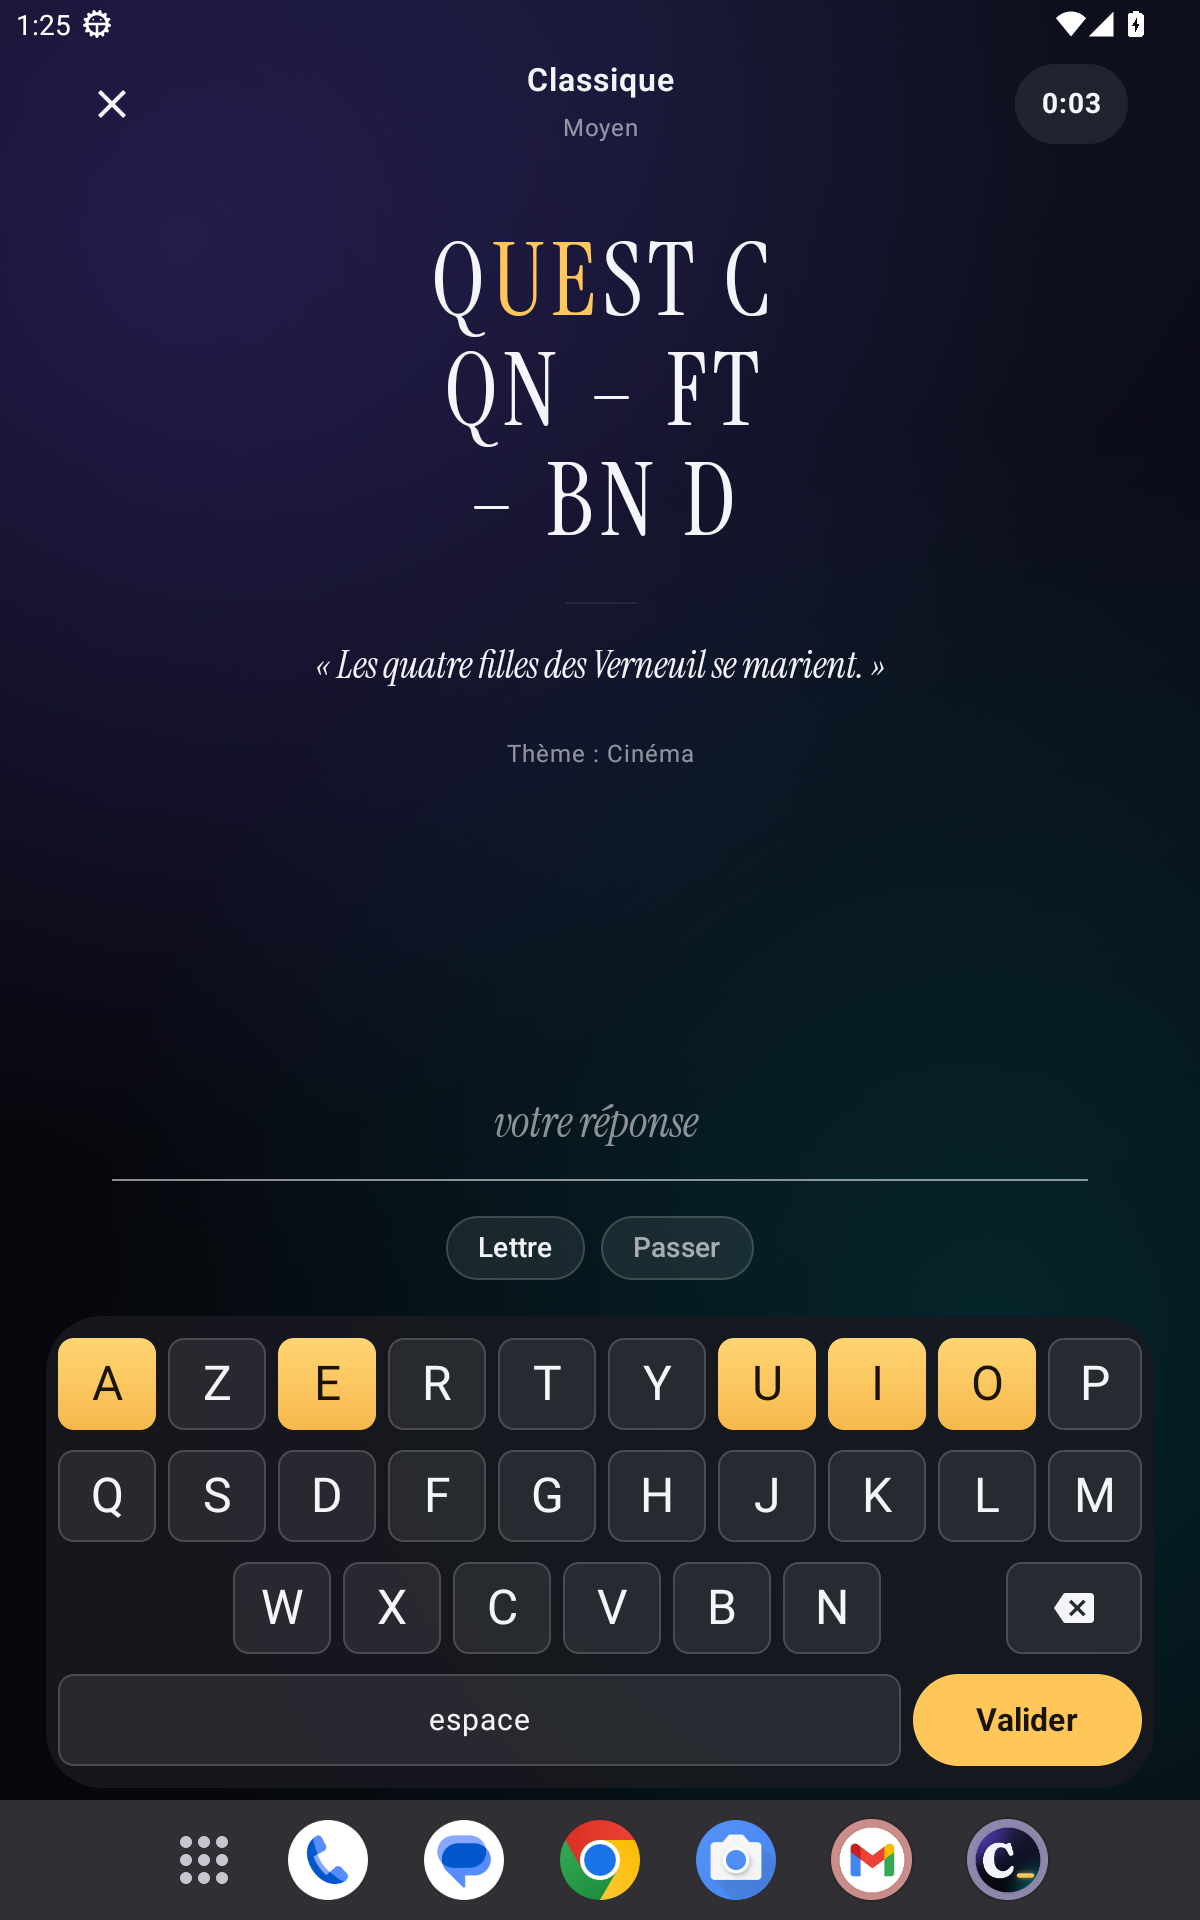 1:25
Classique
Moyen
0:03
QUEST C
QN – FT
– BN D
« Les quatre filles des Verneuil se marient. »
Thème : Cinéma
votre réponse
Lettre
Passer
A Z E R T Y U I O P
Q S D F G H J K L M
W X C V B N
espace
Valider
C_